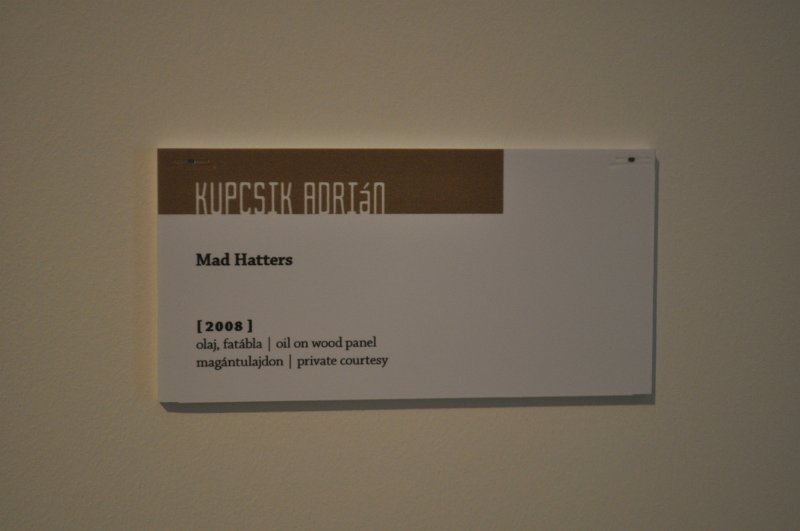 KUPCSIK ADRIáN
Mad Hatters
[2008]
olaj, fatábla | oil on wood panel
magántulajdon | private courtesy